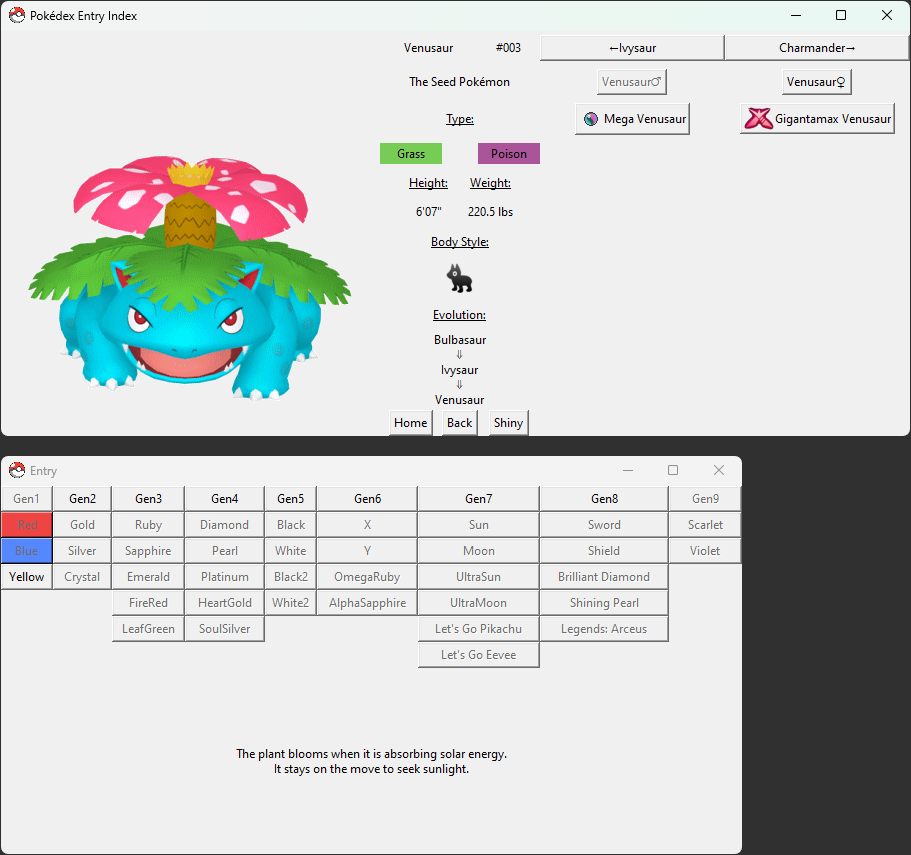 Pokédex Entry Index
Venusaur #003 ←Ivysaur Charmander→
The Seed Pokémon Venusaur♂ Venusaur♀
Type: Mega Venusaur Gigantamax Venusaur
Grass Poison
Height: Weight:
6'07" 220.5 lbs
Body Style:
Evolution:
Bulbasaur
⇓
Ivysaur
⇓
Venusaur
Home Back Shiny
Entry
Gen1 Gen2 Gen3 Gen4 Gen5 Gen6 Gen7 Gen8 Gen9
Red Gold Ruby Diamond Black X Sun Sword Scarlet
Blue Silver Sapphire Pearl White Y Moon Shield Violet
Yellow Crystal Emerald Platinum Black2 OmegaRuby UltraSun Brilliant Diamond
FireRed HeartGold White2 AlphaSapphire UltraMoon Shining Pearl
LeafGreen SoulSilver Let's Go Pikachu Legends: Arceus
Let's Go Eevee
The plant blooms when it is absorbing solar energy.
It stays on the move to seek sunlight.